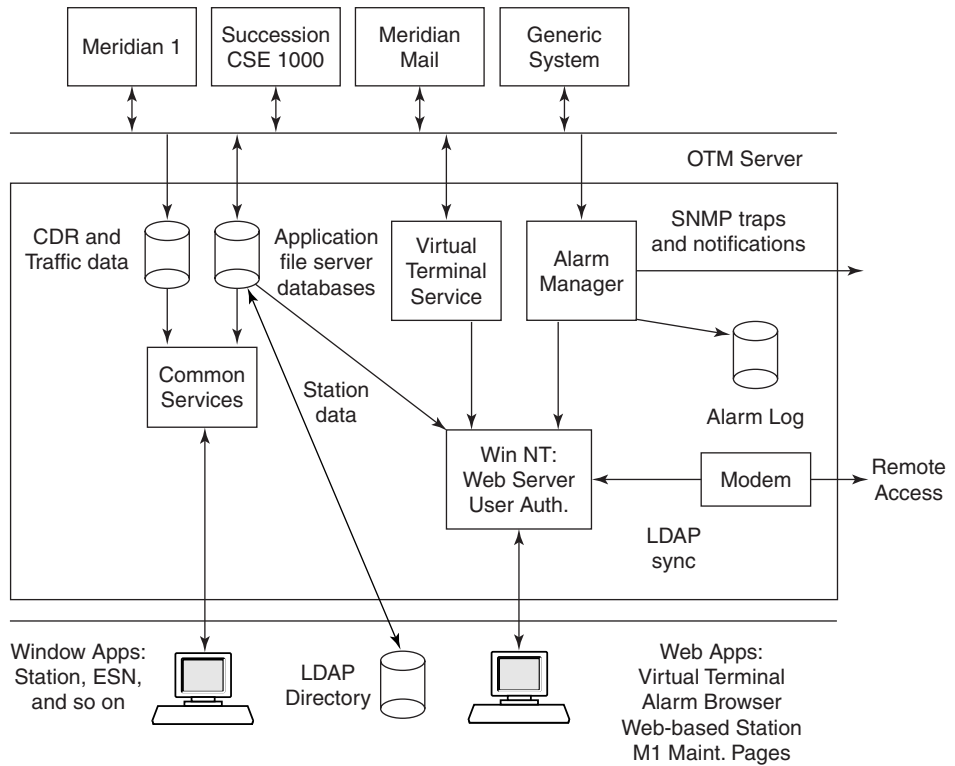 Meridian 1
Succession
CSE 1000
Meridian
Mail
Generic
System
OTM Server
CDR and
Traffic data
Application
file server
databases
Virtual
Terminal
Service
Alarm
Manager
SNMP traps
and notifications
Common
Services
Station
data
Alarm Log
Win NT:
Web Server
User Auth.
Modem
Remote
Access
LDAP
sync
Window Apps:
Station, ESN,
and so on
LDAP
Directory
Web Apps:
Virtual Terminal
Alarm Browser
Web-based Station
M1 Maint. Pages